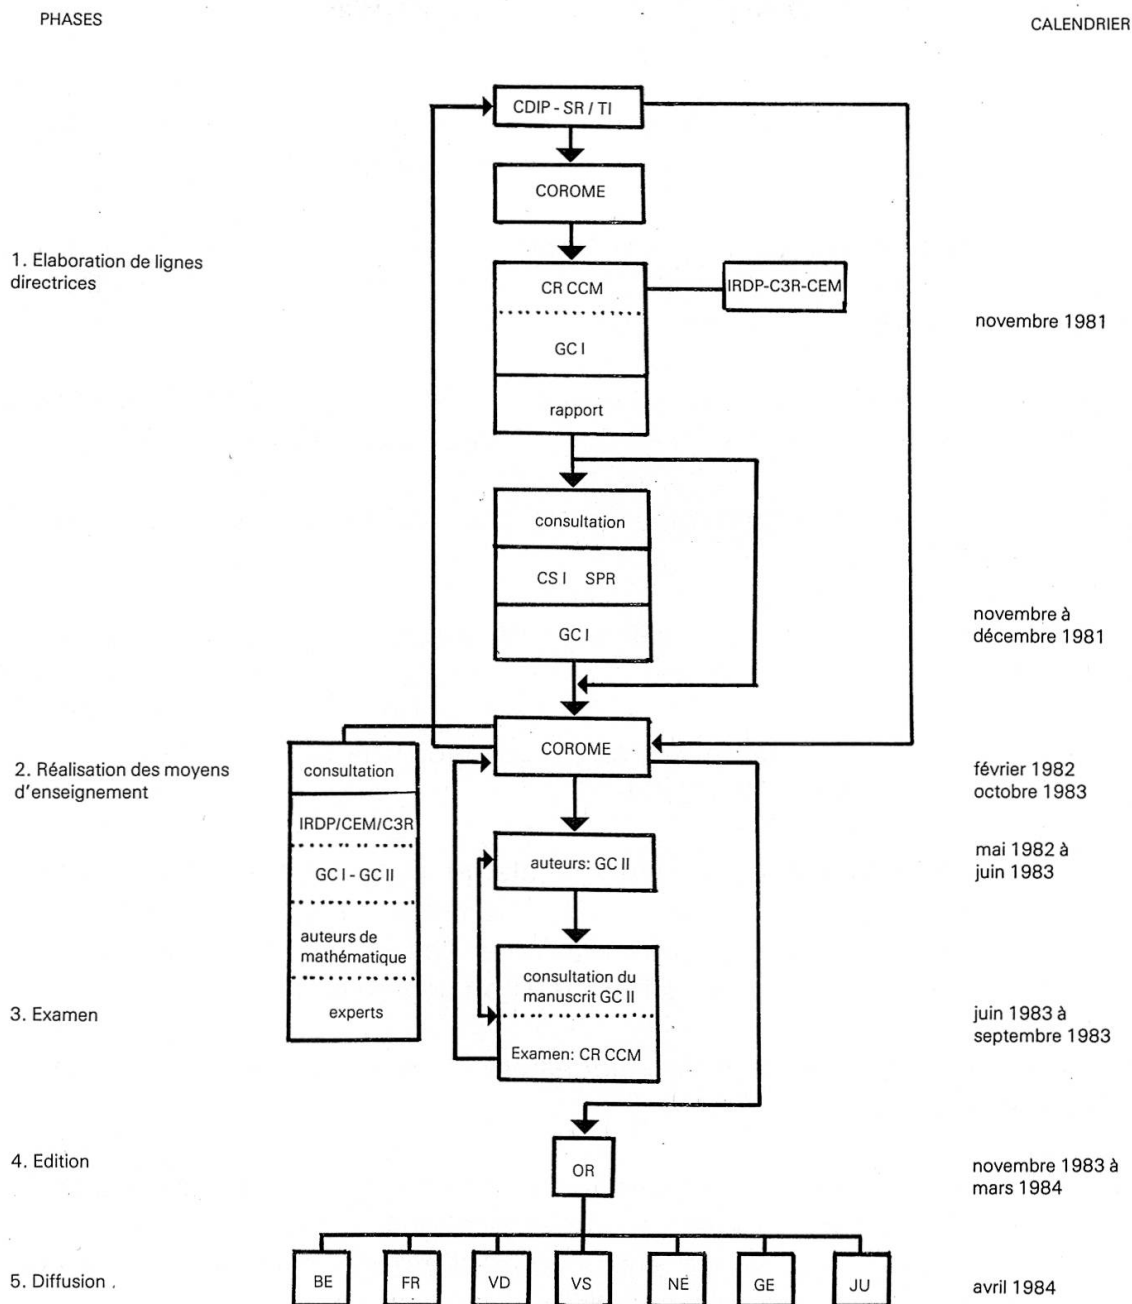 PHASES
CALENDRIER
CDIP - SR / TI
COROME
1. Elaboration de lignes
directrices
CR CCM
IRDP-C3R-CEM
GC I
novembre 1981
rapport
consultation
CS I SPR
GC I
novembre à
décembre 1981
COROME
2. Réalisation des moyens
d'enseignement
consultation
février 1982
octobre 1983
IRDP/CEM/C3R
GC I - GC II
auteurs de
mathématique
experts
auteurs: GC II
mai 1982 à
juin 1983
consultation du
manuscrit GC II
Examen: CR CCM
3. Examen
juin 1983 à
septembre 1983
4. Edition
OR
novembre 1983 à
mars 1984
5. Diffusion .
BE
FR
VD
VS
NE
GE
JU
avril 1984